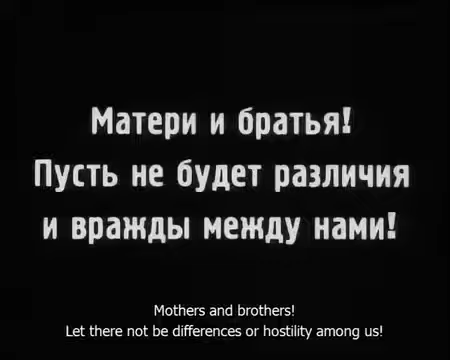 Матери и братья!
Пусть не будет различия
и вражды между нами!
Mothers and brothers!
Let there not be differences or hostility among us!